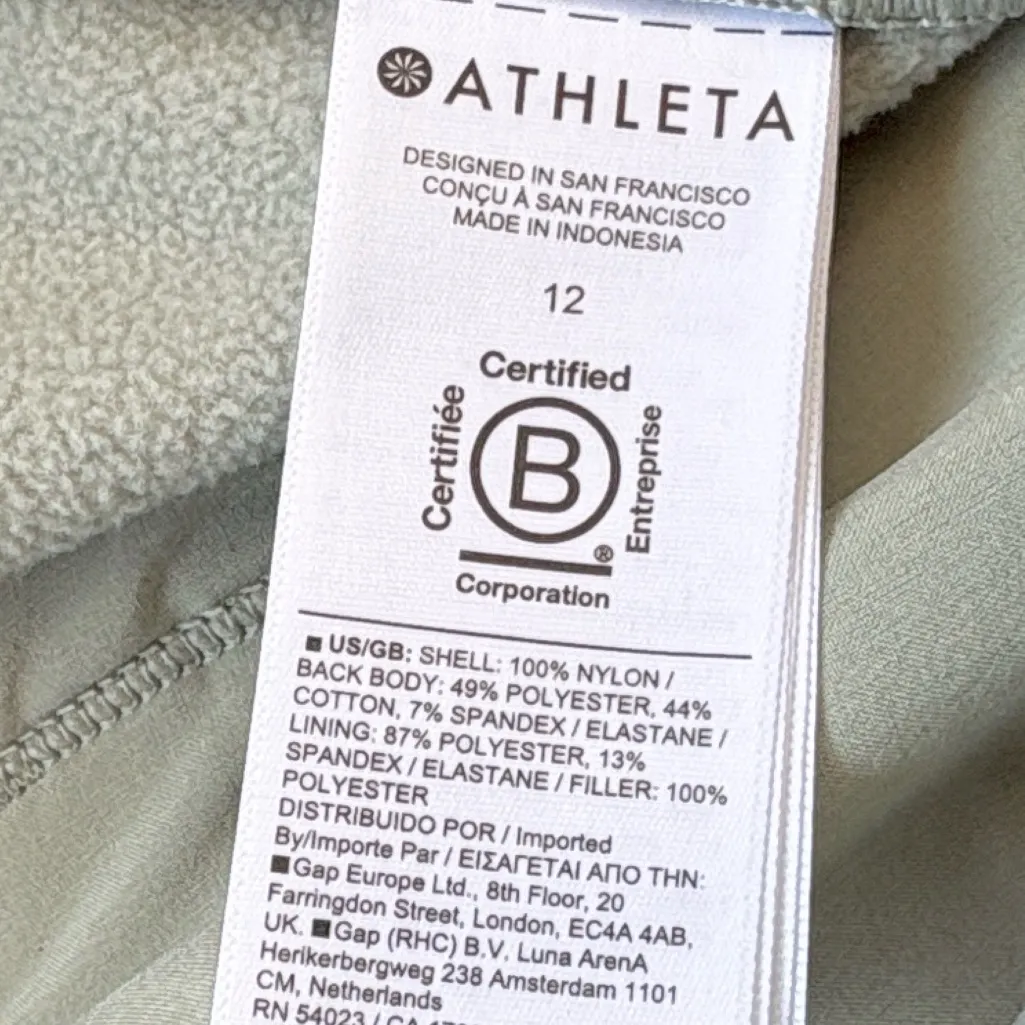 ATHLETA
DESIGNED IN SAN FRANCISCO
CONÇU À SAN FRANCISCO
MADE IN INDONESIA
12
Certified
Certifiée
B
Entreprise
®
Corporation
US/GB: SHELL: 100% NYLON /
BACK BODY: 49% POLYESTER, 44%
COTTON, 7% SPANDEX / ELASTANE /
LINING: 87% POLYESTER, 13%
SPANDEX / ELASTANE / FILLER: 100%
POLYESTER
DISTRIBUIDO POR / Imported
By/Importe Par / ΕΙΣΑΓΕΤΑΙ ΑΠΟ ΤΗΝ:
Gap Europe Ltd., 8th Floor, 20
Farringdon Street, London, EC4A 4AB,
UK. Gap (RHC) B.V. Luna ArenA
Herikerbergweg 238 Amsterdam 1101
CM, Netherlands
RN 54023 / CA